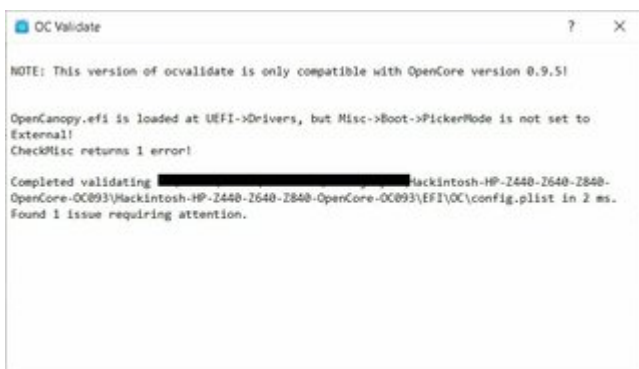 OC Validate
NOTE: This version of ocvalidate is only compatible with OpenCore version 0.9.5!
OpenCanopy.efi is loaded at UEFI->Drivers, but Misc->Boot->PickerMode is not set to
External!
CheckMisc returns 1 error!
Completed validating Hackintosh-HP-Z440-Z640-Z840-
OpenCore-OC093\Hackintosh-HP-Z440-Z640-Z840-OpenCore-OC093\EFI\OC\config.plist in 2 ms.
Found 1 issue requiring attention.